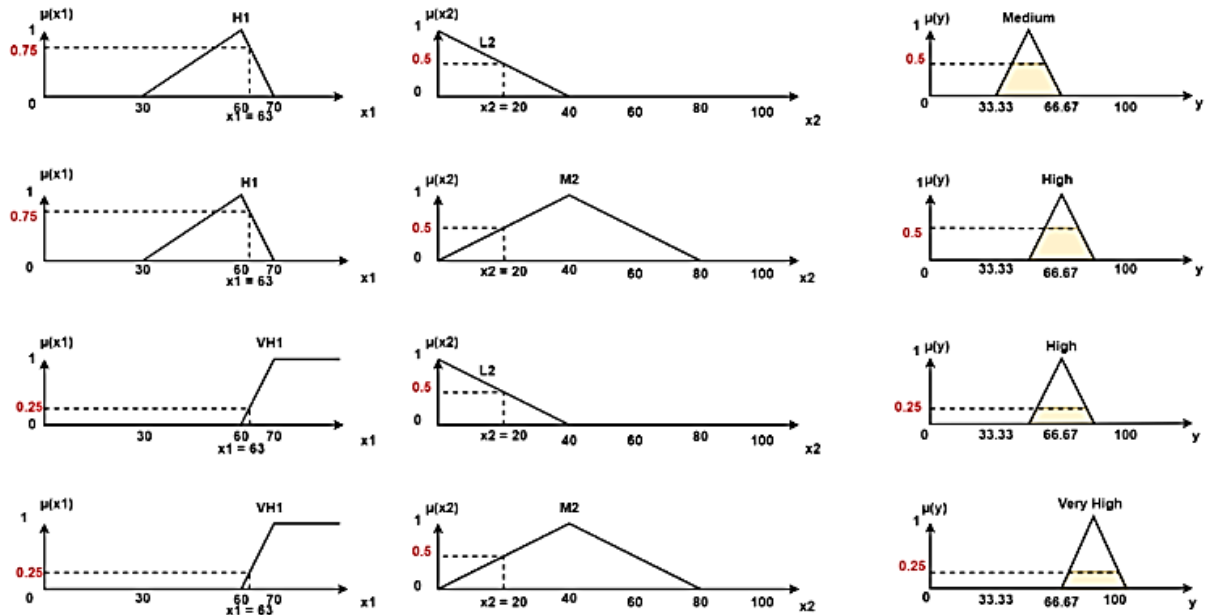 μ(x1) H1
1
0.75
0 30 60 70 x1
x1 = 63
μ(x2)
1 L2
0.5
0 x2 = 20 40 60 80 100 x2
μ(y) Medium
1
0.5
0 33.33 66.67 100 y
μ(x1) H1
1
0.75
0 30 60 70 x1
x1 = 63
μ(x2) M2
1
0.5
0 x2 = 20 40 60 80 100 x2
1 μ(y) High
0.5
0 33.33 66.67 100 y
μ(x1) VH1
1
0.25
0 30 60 70 x1
x1 = 63
μ(x2)
1 L2
0.5
0 x2 = 20 40 60 80 100 x2
1 μ(y) High
0.25
0 33.33 66.67 100 y
μ(x1) VH1
1
0.25
0 30 60 70 x1
x1 = 63
μ(x2) M2
1
0.5
0 x2 = 20 40 60 80 100 x2
μ(y) Very High
1
0.25
0 33.33 66.67 100 y